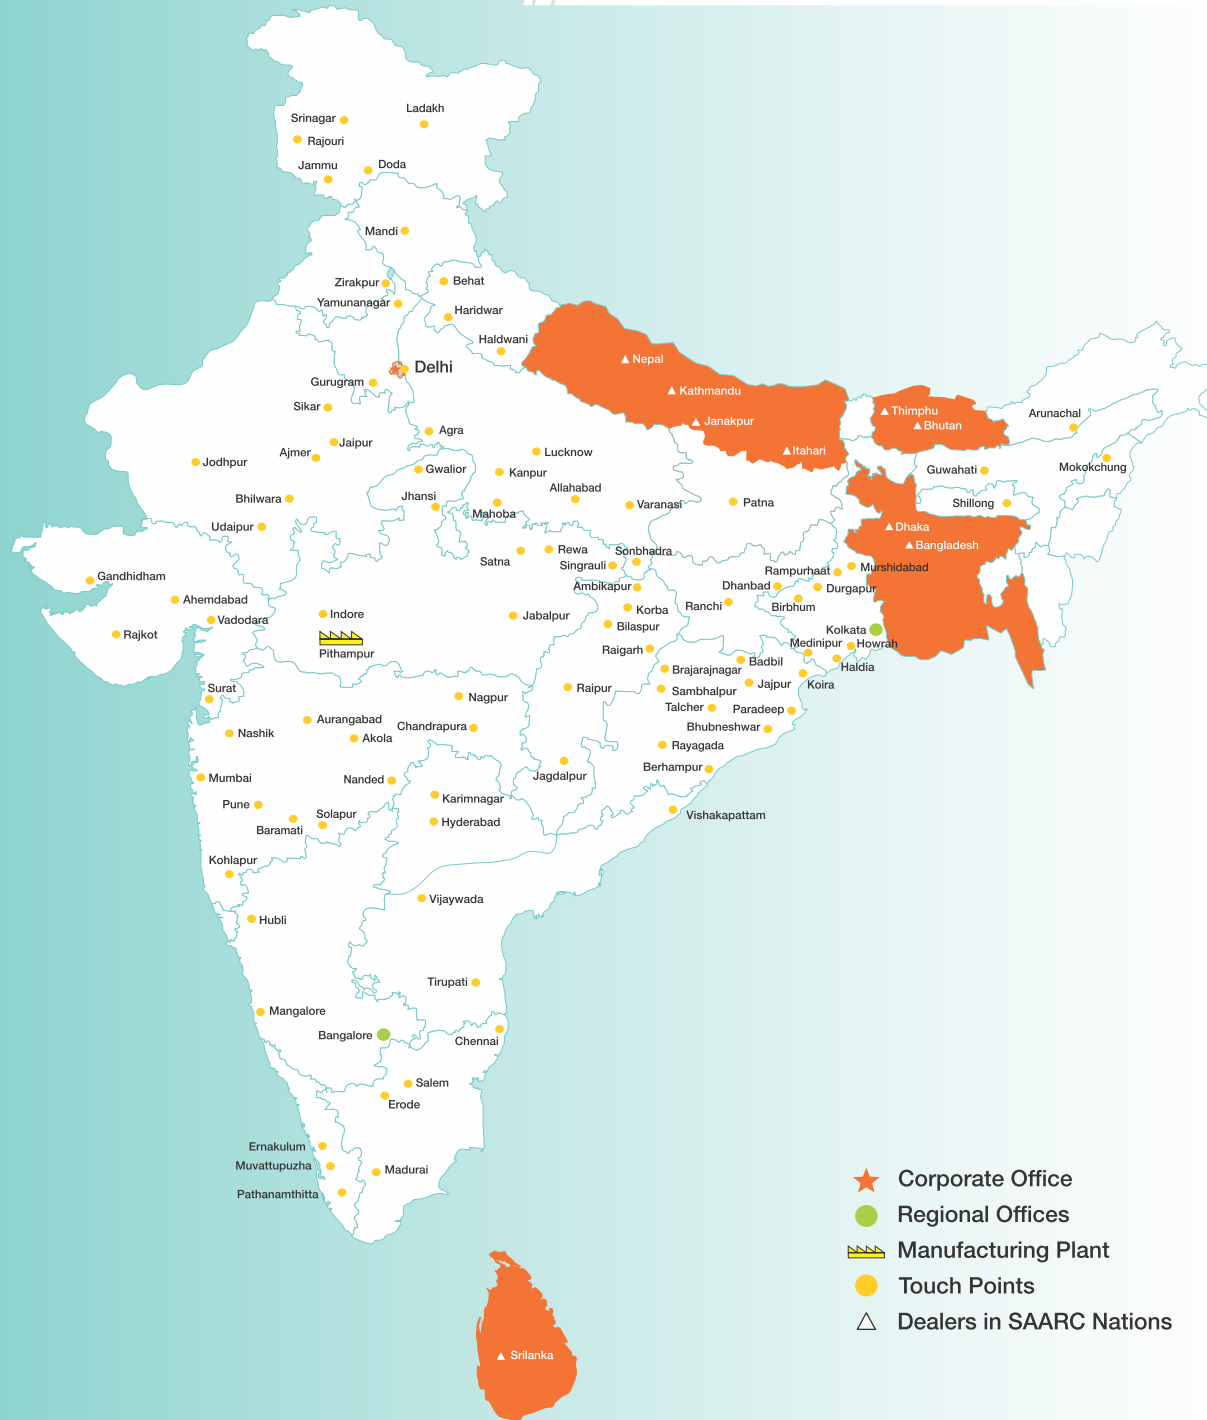 Ladakh
Srinagar
Rajouri
Jammu
Doda
Mandi
Zirakpur
Behat
Yamunanagar
Haridwar
Haldwani
Delhi
Gurugram
Sikar
Nepal
Kathmandu
Janakpur
Itahari
Thimphu
Bhutan
Arunachal
Agra
Jaipur
Ajmer
Jodhpur
Lucknow
Gwalior
Kanpur
Guwahati
Mokokchung
Allahabad
Bhilwara
Jhansi
Mahoba
Varanasi
Patna
Shillong
Udaipur
Dhaka
Bangladesh
Rewa
Sonbhadra
Satna
Singrauli
Rampurhaat
Murshidabad
Gandhidham
Ambikapur
Dhanbad
Durgapur
Ahemdabad
Ranchi
Birbhum
Korba
Indore
Jabalpur
Vadodara
Bilaspur
Kolkata
Rajkot
Medinipur
Howrah
Pithampur
Raigarh
Haldia
Badbil
Brajarajnagar
Koira
Surat
Raipur
Sambhalpur
Jajpur
Nagpur
Talcher
Paradeep
Aurangabad
Chandrapura
Bhubneshwar
Nashik
Akola
Rayagada
Berhampur
Mumbai
Nanded
Jagdalpur
Karimnagar
Pune
Solapur
Vishakapattam
Baramati
Hyderabad
Kohlapur
Vijaywada
Hubli
Tirupati
Mangalore
Bangalore
Chennai
Salem
Erode
Ernakulum
Muvattupuzha
Madurai
Pathanamthitta
Corporate Office
Regional Offices
Manufacturing Plant
Touch Points
Dealers in SAARC Nations
Srilanka